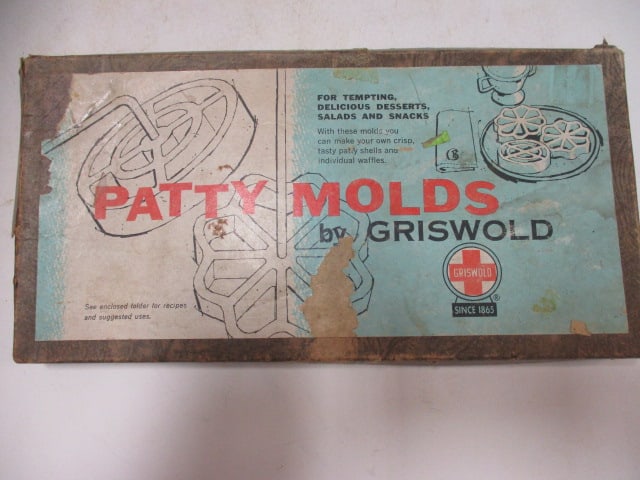 FOR TEMPTING,
DELICIOUS DESSERTS,
SALADS AND SNACKS
With these molds you
can make your own crisp,
tasty patty shells and
individual waffles.
PATTY MOLDS
by GRISWOLD
GRISWOLD
®
SINCE 1865
See enclosed folder for recipes
and suggested uses.